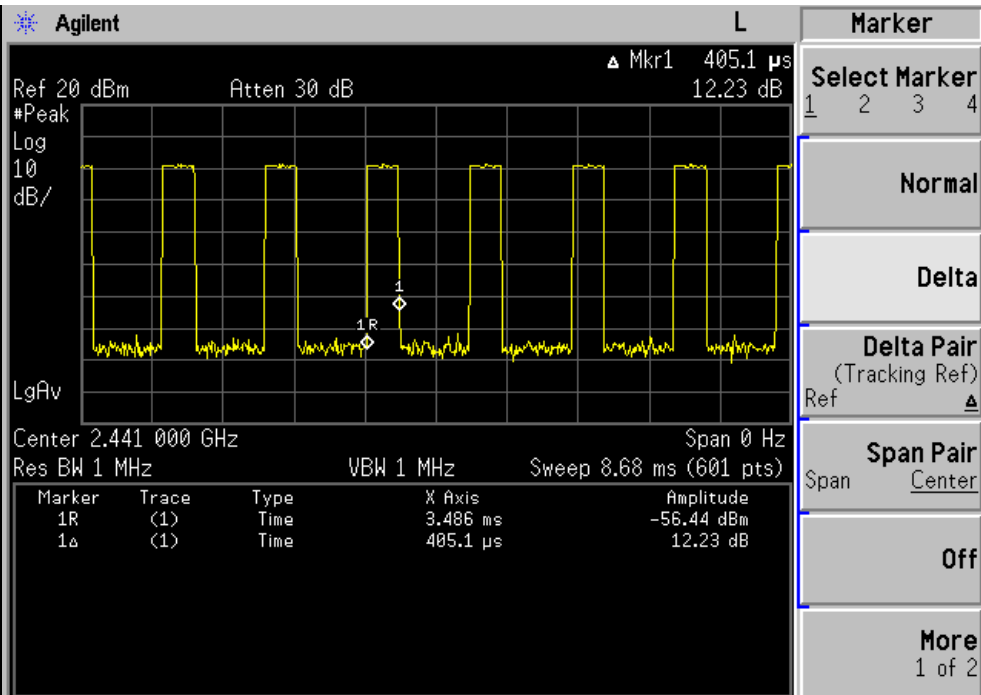 Agilent L Marker
Δ Mkr1 405.1 µs
Ref 20 dBm Atten 30 dB 12.23 dB
#Peak
Log
10
dB/
1
1R
LgAv
Center 2.441 000 GHz Span 0 Hz
Res BW 1 MHz VBW 1 MHz Sweep 8.68 ms (601 pts)
Marker Trace Type X Axis Amplitude
1R (1) Time 3.486 ms -56.44 dBm
1Δ (1) Time 405.1 µs 12.23 dB
Select Marker
1 2 3 4
Normal
Delta
Delta Pair
(Tracking Ref)
Ref Δ
Span Pair
Span Center
Off
More
1 of 2